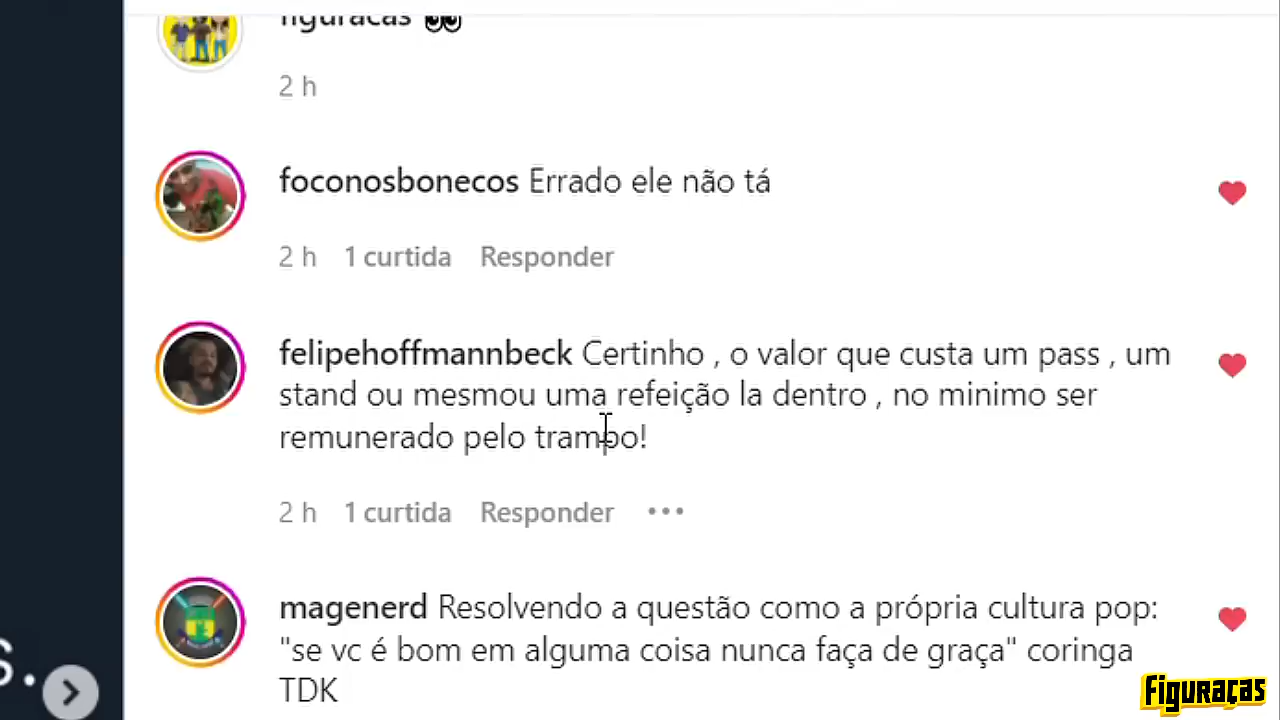 figuracas
2 h
foconosbonecos Errado ele não tá
2 h 1 curtida Responder
felipehoffmannbeck Certinho , o valor que custa um pass , um
stand ou mesmou uma refeição la dentro , no minimo ser
remunerado pelo trampo!
2 h 1 curtida Responder
magenerd Resolvendo a questão como a própria cultura pop:
"se vc é bom em alguma coisa nunca faça de graça" coringa
TDK
s.
Figuraças